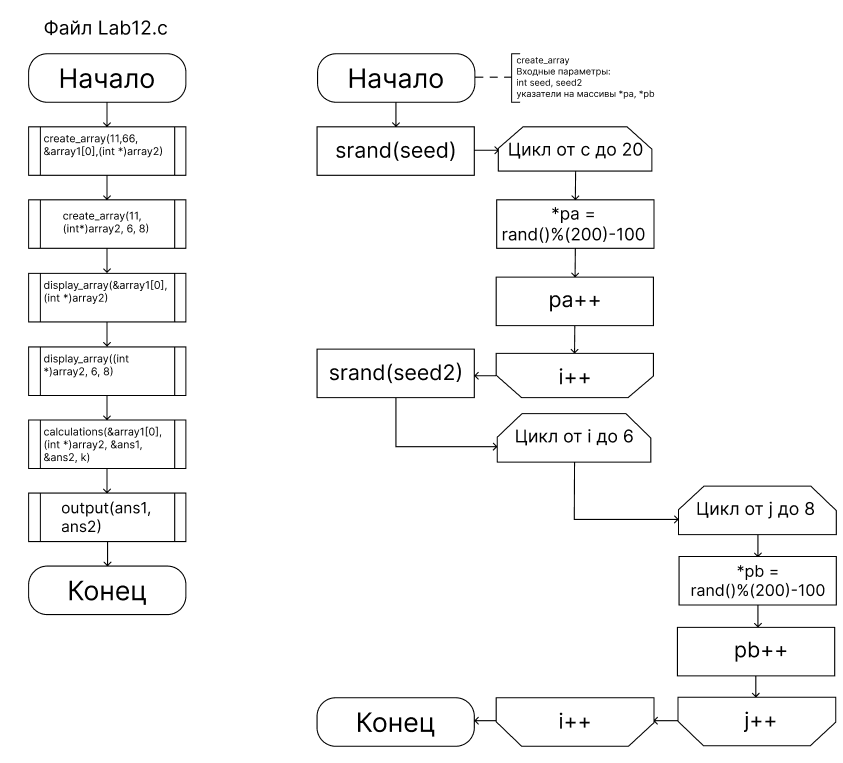 Файл Lab12.c
Начало
create_array(11,66,
&array1[0],(int *)array2)
create_array(11,
(int*)array2, 6, 8)
display_array(&array1[0],
(int *)array2)
display_array((int
*)array2, 6, 8)
calculations(&array1[0],
(int *)array2, &ans1,
&ans2, k)
output(ans1,
ans2)
Конец
Начало
create_array
Входные параметры:
int seed, seed2
указатели на массивы *pa, *pb
srand(seed)
Цикл от с до 20
*pa =
rand()%(200)-100
pa++
i++
srand(seed2)
Цикл от i до 6
Цикл от j до 8
*pb =
rand()%(200)-100
pb++
j++
i++
Конец